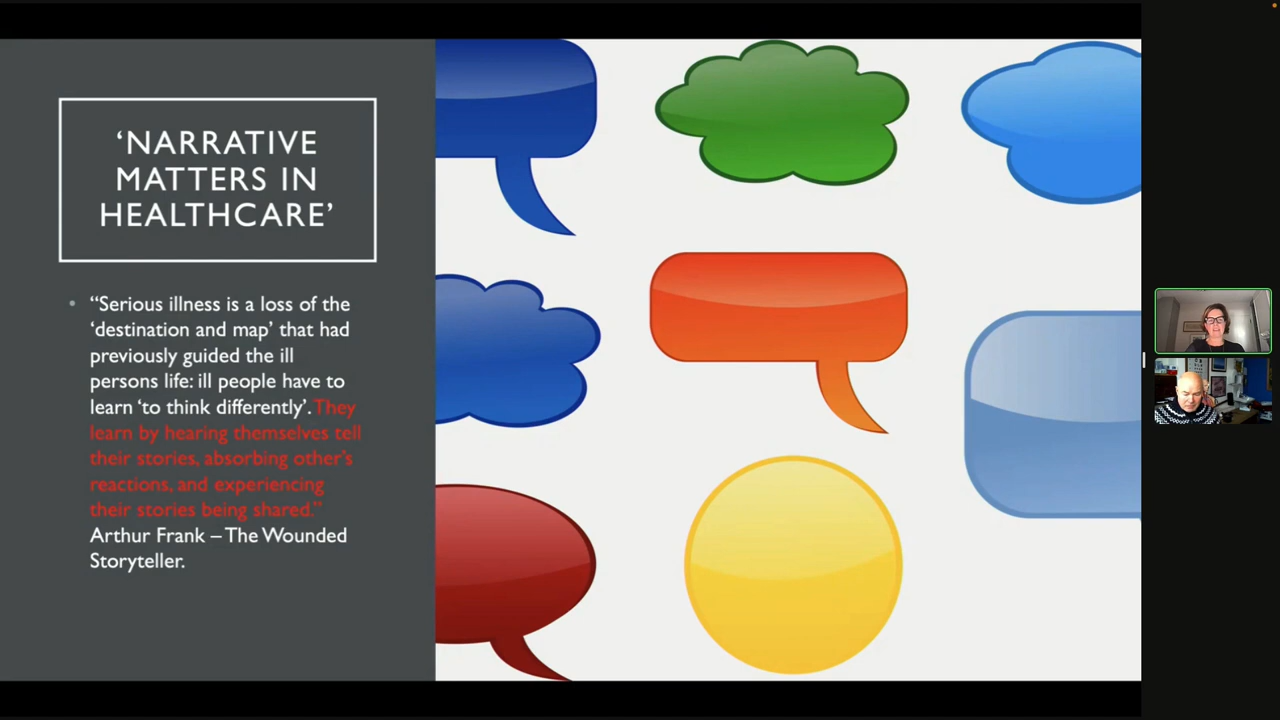 ‘NARRATIVE
MATTERS IN
HEALTHCARE’
• “Serious illness is a loss of the
‘destination and map’ that had
previously guided the ill
persons life: ill people have to
learn ‘to think differently’. They
learn by hearing themselves tell
their stories, absorbing other’s
reactions, and experiencing
their stories being shared.”
Arthur Frank – The Wounded
Storyteller.